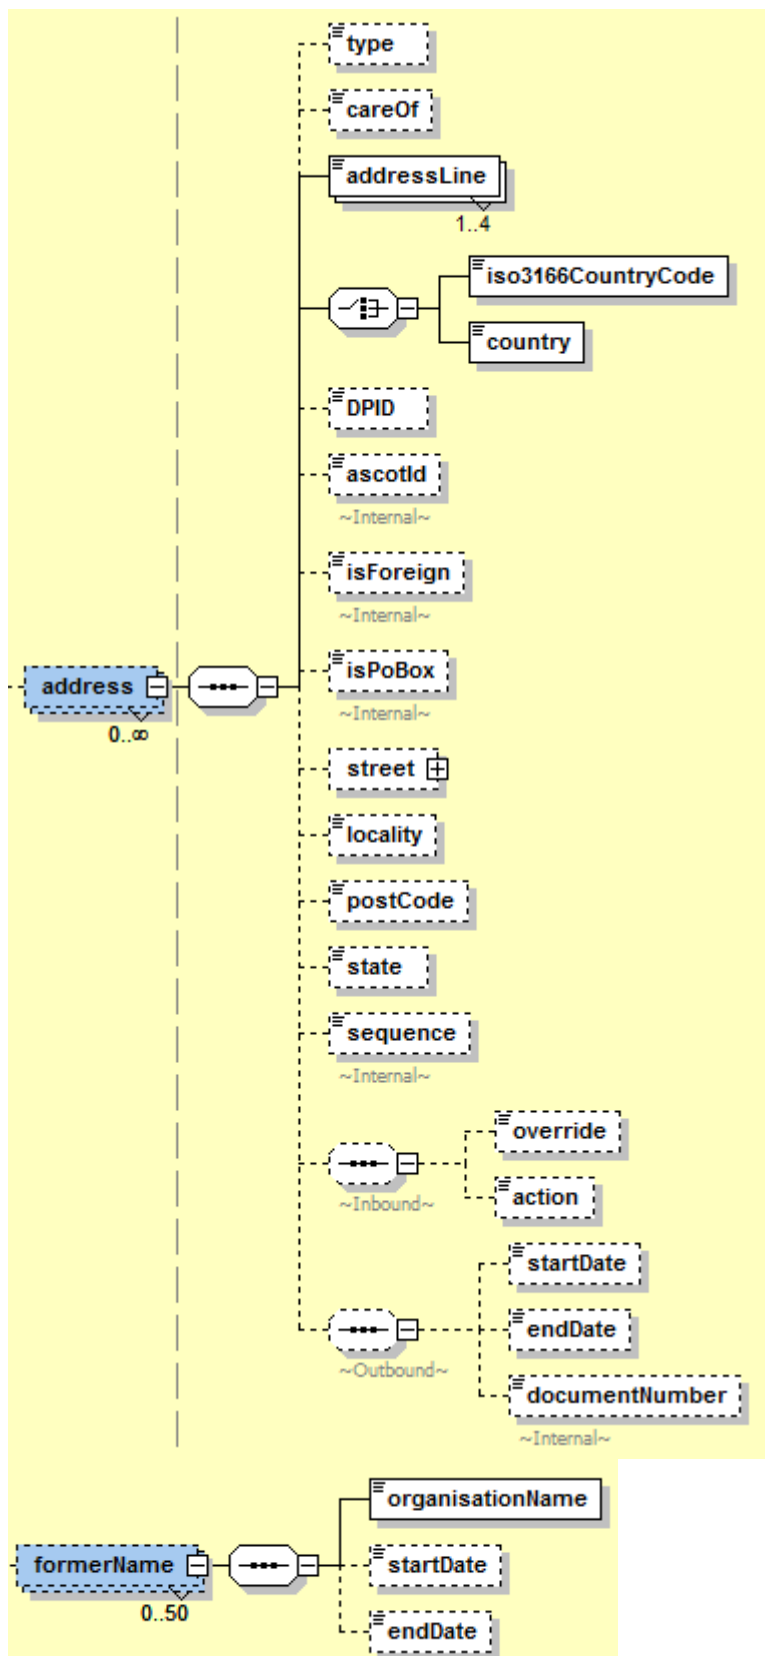 type
careOf
addressLine
1..4
iso3166CountryCode
country
DPID
ascotId
~Internal~
isForeign
~Internal~
isPoBox
~Internal~
address
0..∞
street
locality
postCode
state
sequence
~Internal~
override
~Inbound~
action
startDate
endDate
~Outbound~
documentNumber
~Internal~
organisationName
formerName
startDate
0..50
endDate